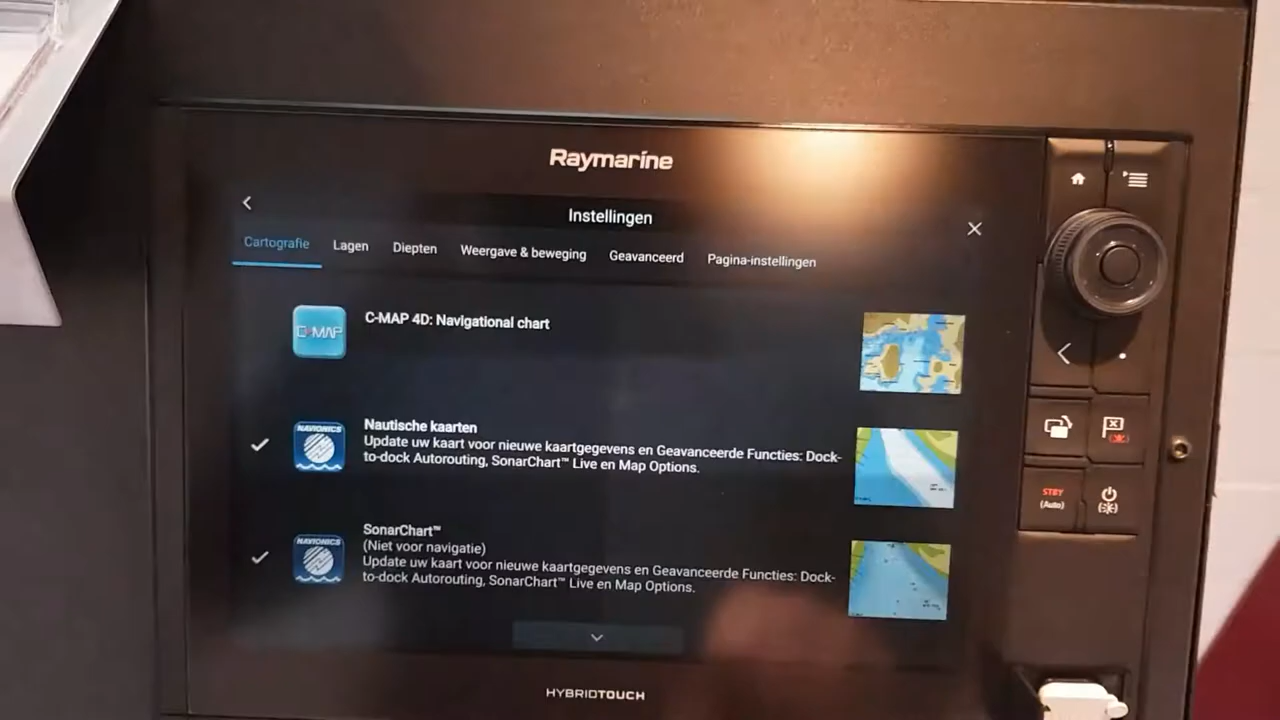 Raymarine
Instellingen
Cartografie Lagen Diepten Weergave & beweging Geavanceerd Pagina-instellingen
C-MAP
C-MAP 4D: Navigational chart
NAVIONICS
Nautische kaarten
Update uw kaart voor nieuwe kaartgegevens en Geavanceerde Functies: Dock-
to-dock Autorouting, SonarChart™ Live en Map Options.
NAVIONICS
SonarChart™
(Niet voor navigatie)
Update uw kaart voor nieuwe kaartgegevens en Geavanceerde Functies: Dock-
to-dock Autorouting, SonarChart™ Live en Map Options.
HYBRIDTOUCH
STBY
(Auto)